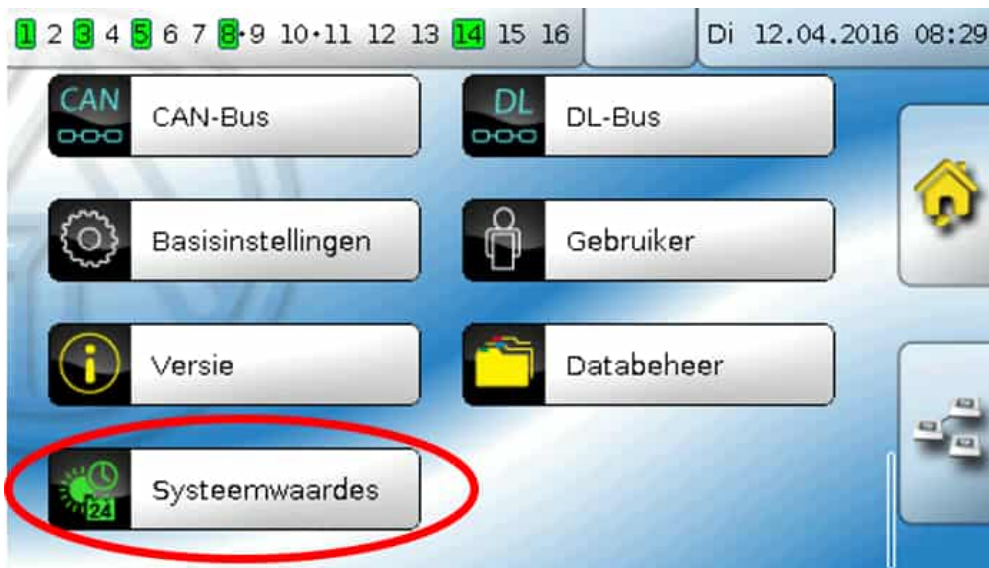 1 2 3 4 5 6 7 8·9 10·11 12 13 14 15 16 Di 12.04.2016 08:29
CAN CAN-Bus DL DL-Bus
Basisinstellingen Gebruiker
Versie Databeheer
24 Systeemwaardes